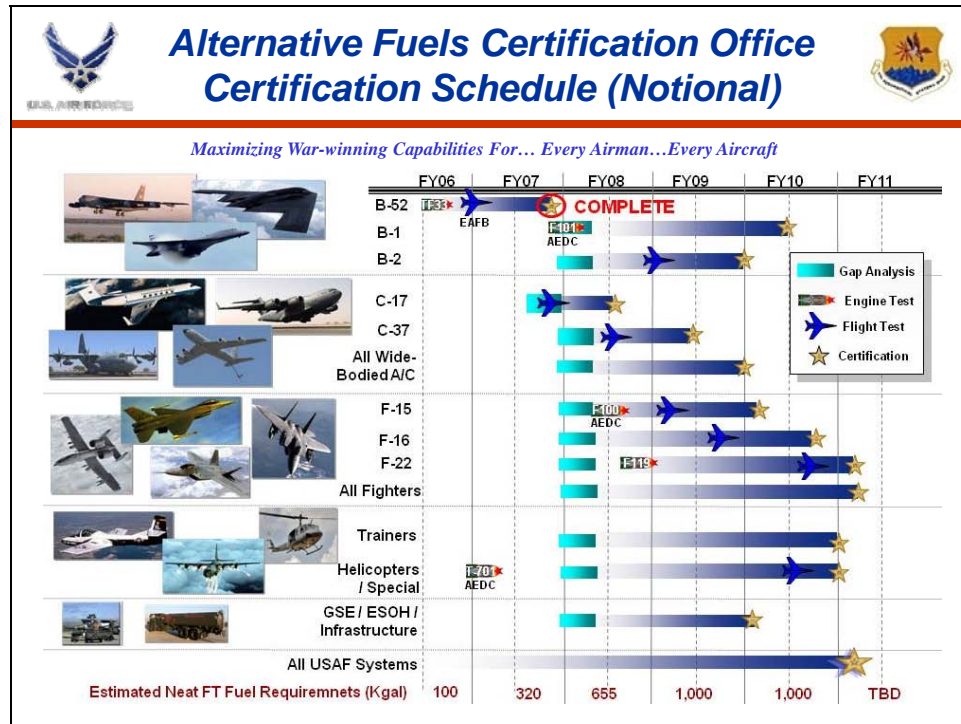 Alternative Fuels Certification Office
Certification Schedule (Notional)
U.S. AIR FORCE
Maximizing War-winning Capabilities For… Every Airman…Every Aircraft
FY06 FY07 FY08 FY09 FY10 FY11
B-52 TF33 COMPLETE
EAFB
B-1 F101
AEDC
B-2
Gap Analysis
Engine Test
Flight Test
Certification
C-17
C-37
All Wide-
Bodied A/C
F-15 F100
AEDC
F-16
F-22 F119
All Fighters
Trainers
Helicopters T-701
/ Special AEDC
GSE / ESOH /
Infrastructure
All USAF Systems
Estimated Neat FT Fuel Requiremnets (Kgal) 100 320 655 1,000 1,000 TBD